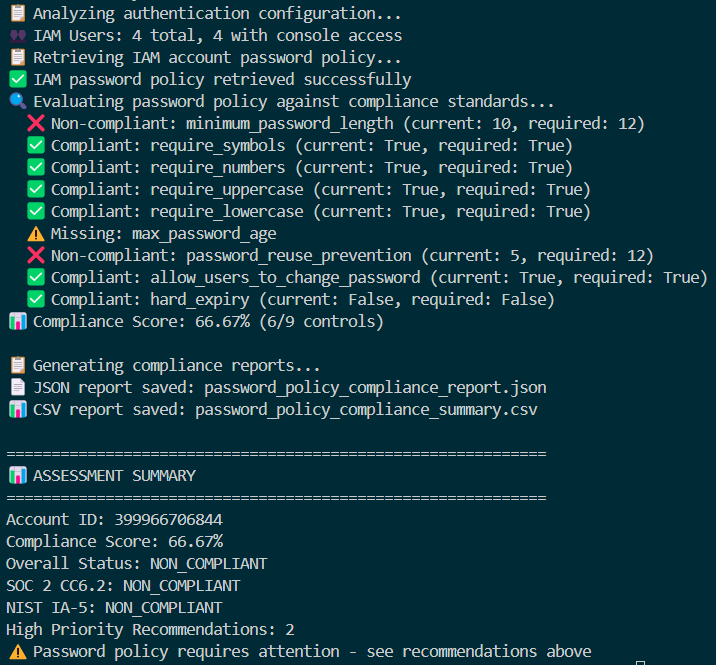 📋 Analyzing authentication configuration...
👥 IAM Users: 4 total, 4 with console access
📋 Retrieving IAM account password policy...
✅ IAM password policy retrieved successfully
🔍 Evaluating password policy against compliance standards...
❌ Non-compliant: minimum_password_length (current: 10, required: 12)
✅ Compliant: require_symbols (current: True, required: True)
✅ Compliant: require_numbers (current: True, required: True)
✅ Compliant: require_uppercase (current: True, required: True)
✅ Compliant: require_lowercase (current: True, required: True)
⚠️ Missing: max_password_age
❌ Non-compliant: password_reuse_prevention (current: 5, required: 12)
✅ Compliant: allow_users_to_change_password (current: True, required: True)
✅ Compliant: hard_expiry (current: False, required: False)
📊 Compliance Score: 66.67% (6/9 controls)
📋 Generating compliance reports...
📄 JSON report saved: password_policy_compliance_report.json
📊 CSV report saved: password_policy_compliance_summary.csv
============================================================
📊 ASSESSMENT SUMMARY
============================================================
Account ID: 399966706844
Compliance Score: 66.67%
Overall Status: NON_COMPLIANT
SOC 2 CC6.2: NON_COMPLIANT
NIST IA-5: NON_COMPLIANT
High Priority Recommendations: 2
⚠️ Password policy requires attention - see recommendations above